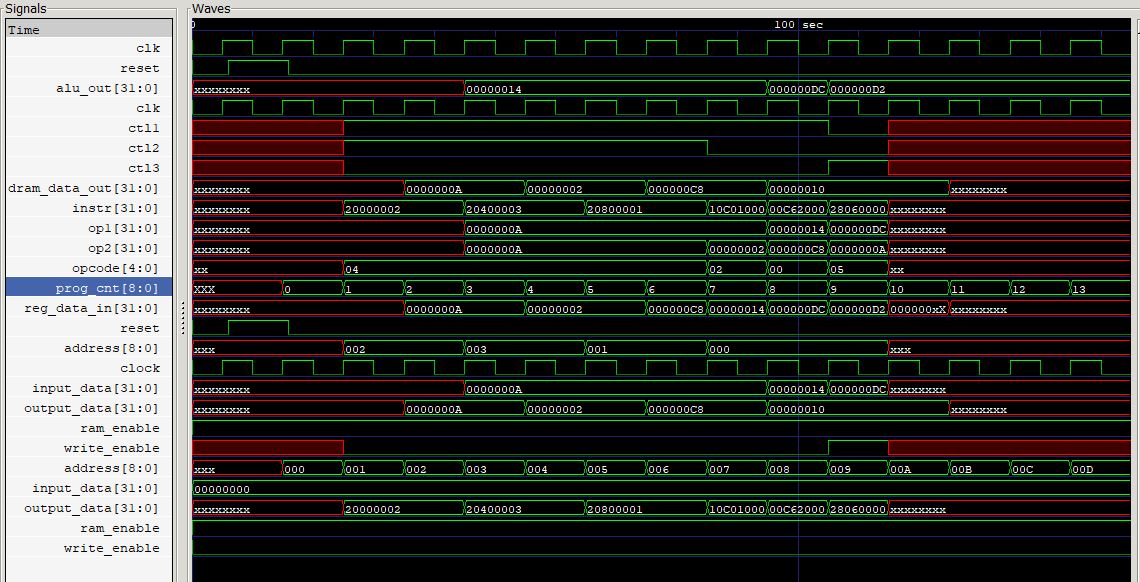 Signals Waves
Time 0 100 sec
clk
reset
alu_out[31:0] xxxxxxxx 00000014 000000DC 000000D2
clk
ctl1
ctl2
ctl3
dram_data_out[31:0] xxxxxxxx 0000000A 00000002 000000C8 00000010 xxxxxxxx
instr[31:0] xxxxxxxx 20000002 20400003 20800001 10C01000 00C62000 28060000 xxxxxxxx
op1[31:0] xxxxxxxx 0000000A 00000014 000000DC xxxxxxxx
op2[31:0] xxxxxxxx 0000000A 00000002 000000C8 0000000A xxxxxxxx
opcode[4:0] xx 04 02 00 05 xx
prog_cnt[8:0] XXX 0 1 2 3 4 5 6 7 8 9 10 11 12 13
reg_data_in[31:0] xxxxxxxx 0000000A 00000002 000000C8 00000014 000000DC 000000D2 000000xX xxxxxxxx
reset
address[8:0] xxx 002 003 001 000 xxx
clock
input_data[31:0] xxxxxxxx 0000000A 00000014 000000DC xxxxxxxx
output_data[31:0] xxxxxxxx 0000000A 00000002 000000C8 00000010 xxxxxxxx
ram_enable
write_enable
address[8:0] xxx 000 001 002 003 004 005 006 007 008 009 00A 00B 00C 00D
input_data[31:0] 00000000
output_data[31:0] xxxxxxxx 20000002 20400003 20800001 10C01000 00C62000 28060000 xxxxxxxx
ram_enable
write_enable